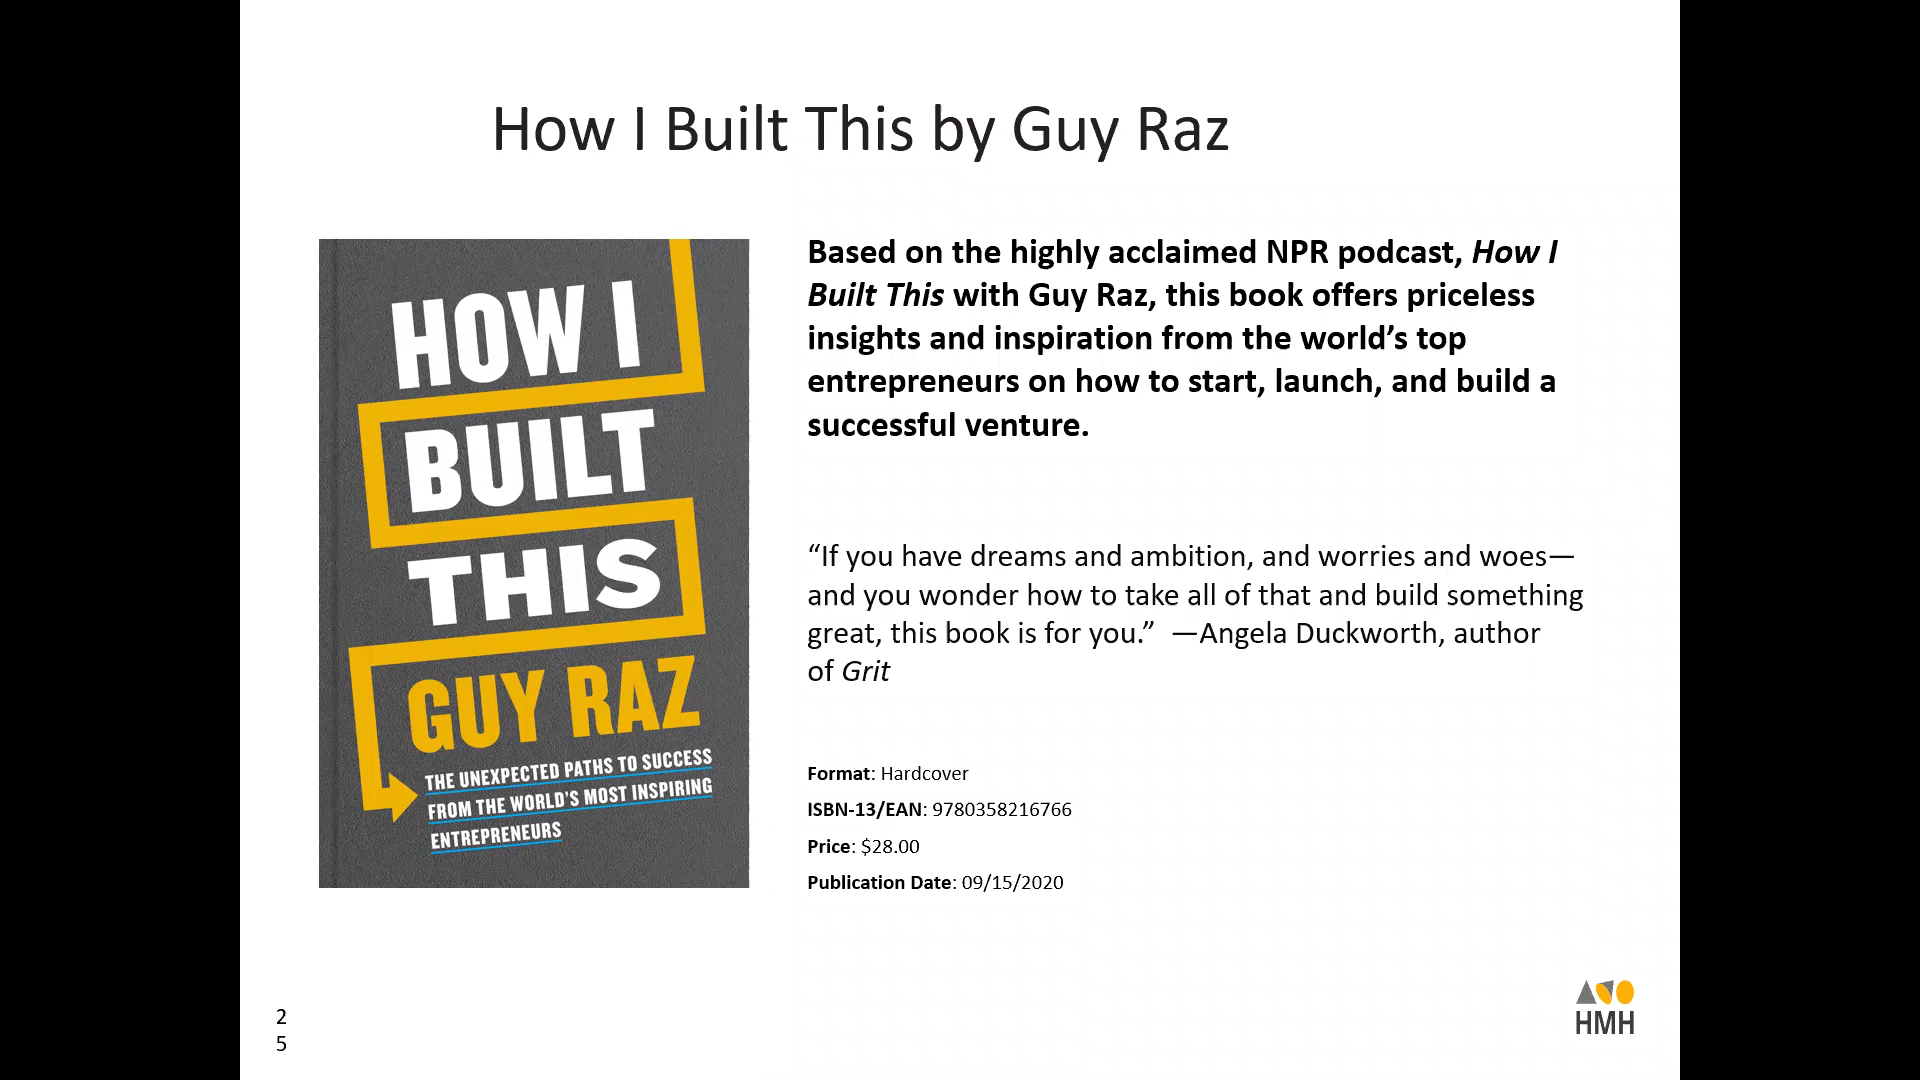 How I Built This by Guy Raz
HOW I
BUILT
THIS
GUY RAZ
THE UNEXPECTED PATHS TO SUCCESS
FROM THE WORLD'S MOST INSPIRING
ENTREPRENEURS
Based on the highly acclaimed NPR podcast, How I
Built This with Guy Raz, this book offers priceless
insights and inspiration from the world’s top
entrepreneurs on how to start, launch, and build a
successful venture.
“If you have dreams and ambition, and worries and woes—
and you wonder how to take all of that and build something
great, this book is for you.”  —Angela Duckworth, author
of Grit
Format: Hardcover
ISBN-13/EAN: 9780358216766
Price: $28.00
Publication Date: 09/15/2020
2
5
HMH